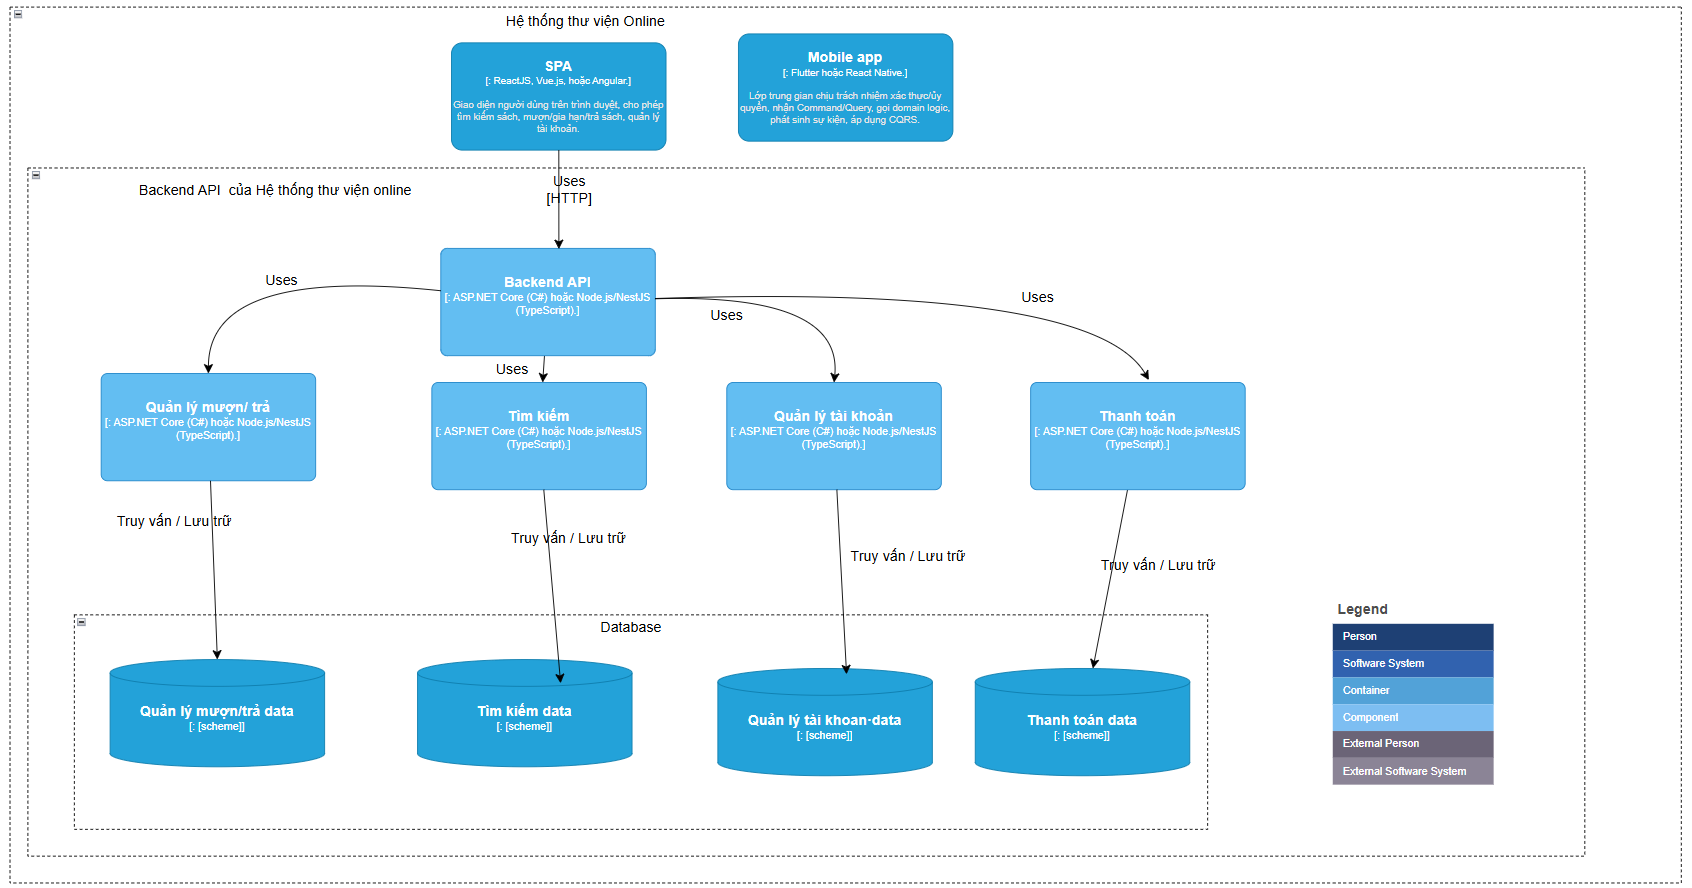 Hệ thống thư viện Online
SPA
[: ReactJS, Vue.js, hoặc Angular.]
Giao diện người dùng trên trình duyệt, cho phép
tìm kiếm sách, mượn/gia hạn/trả sách, quản lý
tài khoản.
Mobile app
[: Flutter hoặc React Native.]
Lớp trung gian chịu trách nhiệm xác thực/ủy
quyền, nhận Command/Query, gọi domain logic,
phát sinh sự kiện, áp dụng CQRS.
Backend API của Hệ thống thư viện online
Uses
[HTTP]
Backend API
[: ASP.NET Core (C#) hoặc Node.js/NestJS
(TypeScript).]
Uses
Uses
Uses
Uses
Quản lý mượn/ trả
[: ASP.NET Core (C#) hoặc Node.js/NestJS
(TypeScript).]
Tìm kiếm
[: ASP.NET Core (C#) hoặc Node.js/NestJS
(TypeScript).]
Quản lý tài khoản
[: ASP.NET Core (C#) hoặc Node.js/NestJS
(TypeScript).]
Thanh toán
[: ASP.NET Core (C#) hoặc Node.js/NestJS
(TypeScript).]
Truy vấn / Lưu trữ
Truy vấn / Lưu trữ
Truy vấn / Lưu trữ
Truy vấn / Lưu trữ
Database
Quản lý mượn/trả data
[: [scheme]]
Tìm kiếm data
[: [scheme]]
Quản lý tài khoan-data
[: [scheme]]
Thanh toán data
[: [scheme]]
Legend
Person
Software System
Container
Component
External Person
External Software System